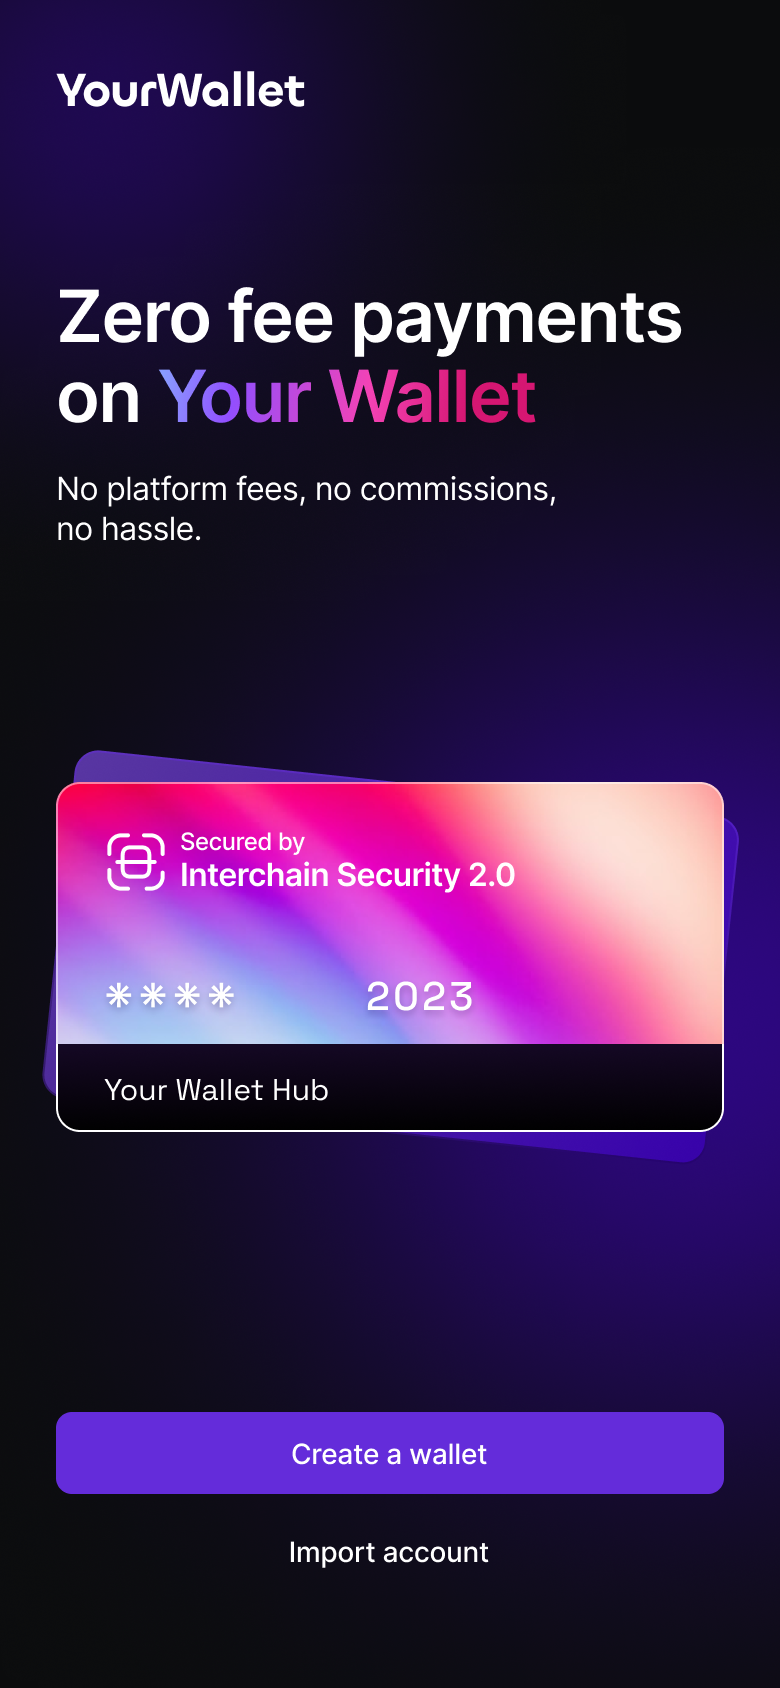 YourWallet
Zero fee payments
on Your Wallet
No platform fees, no commissions,
no hassle.
Secured by
Interchain Security 2.0
**** 2023
Your Wallet Hub
Create a wallet
Import account